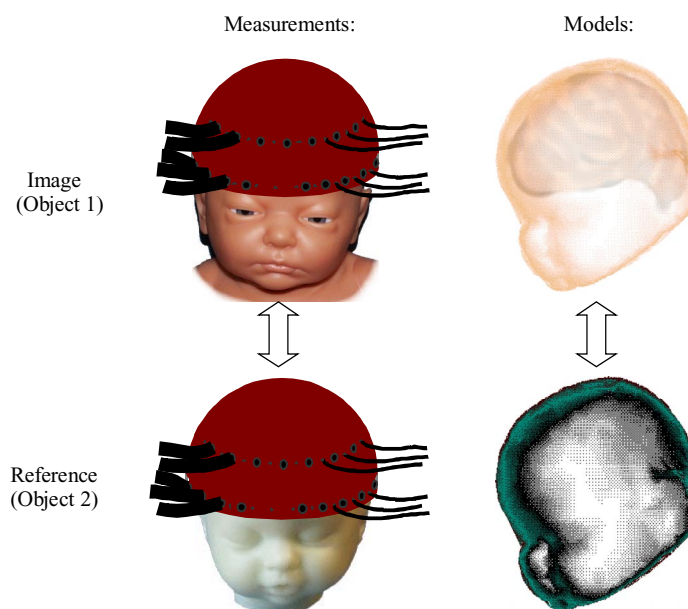 Measurements:
Models:
Image
(Object 1)
Reference
(Object 2)